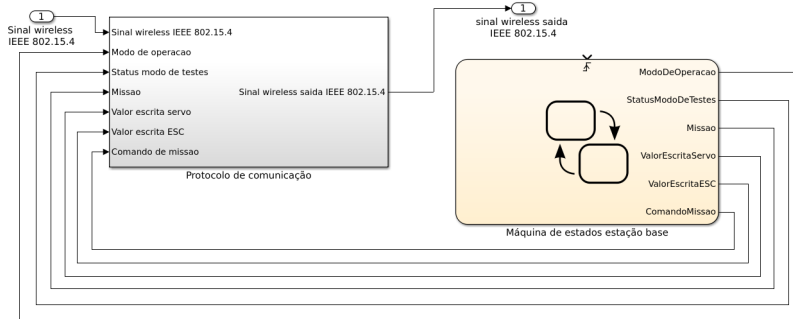 1
Sinal wireless
IEEE 802.15.4
Sinal wireless IEEE 802.15.4
Modo de operacao
Status modo de testes
Missao
Valor escrita servo
Valor escrita ESC
Comando de missao
Sinal wireless saida IEEE 802.15.4
Protocolo de comunicação
1
sinal wireless saida
IEEE 802.15.4
ModoDeOperacao
StatusModoDeTestes
Missao
ValorEscritaServo
ValorEscritaESC
ComandoMissao
Máquina de estados estação base